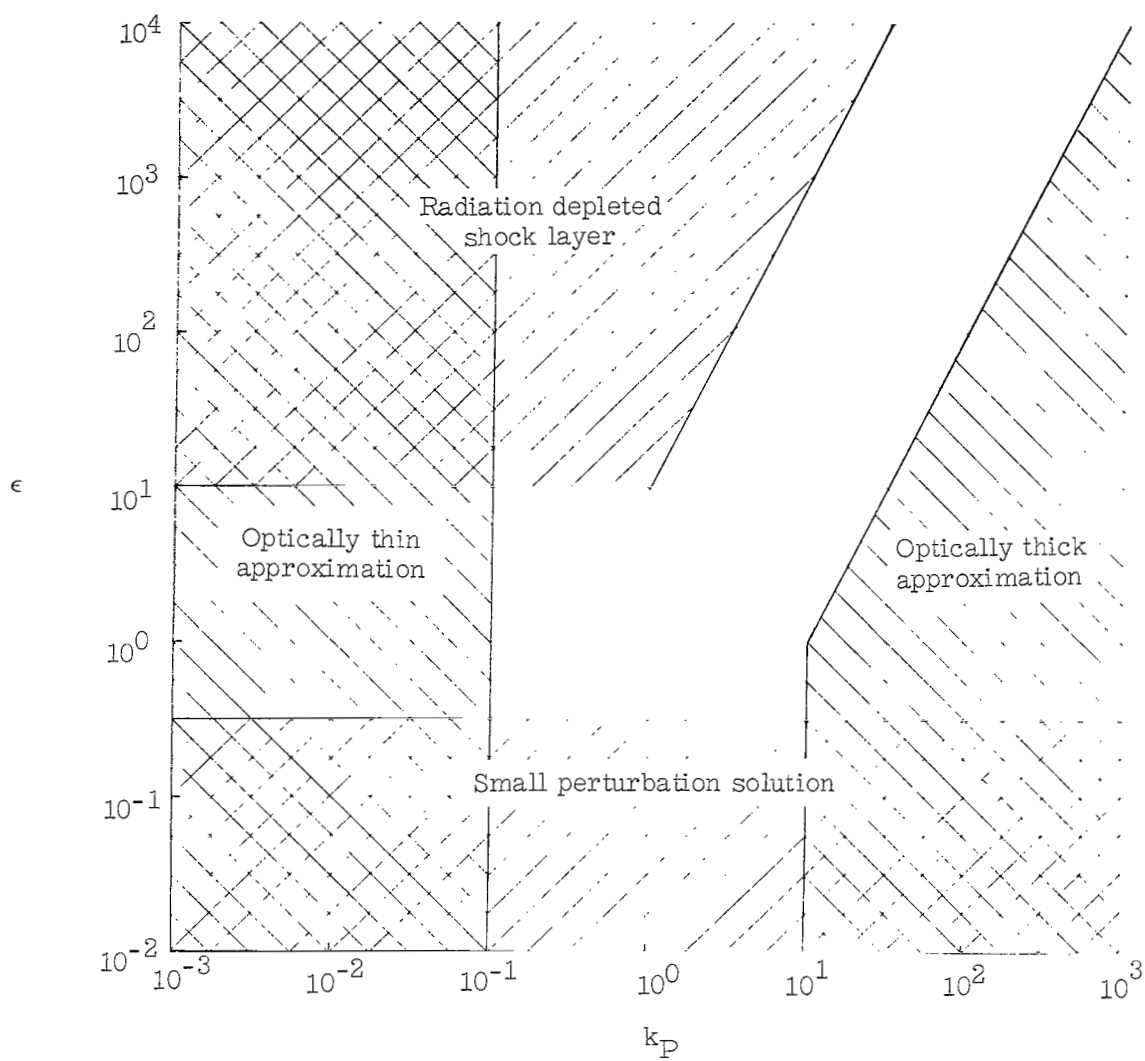 10^4
10^3
Radiation depleted
shock layer
10^2
ϵ
10^1
Optically thin
approximation
Optically thick
approximation
10^0
Small perturbation solution
10^-1
10^-2
10^-3 10^-2 10^-1 10^0 10^1 10^2 10^3
k_P